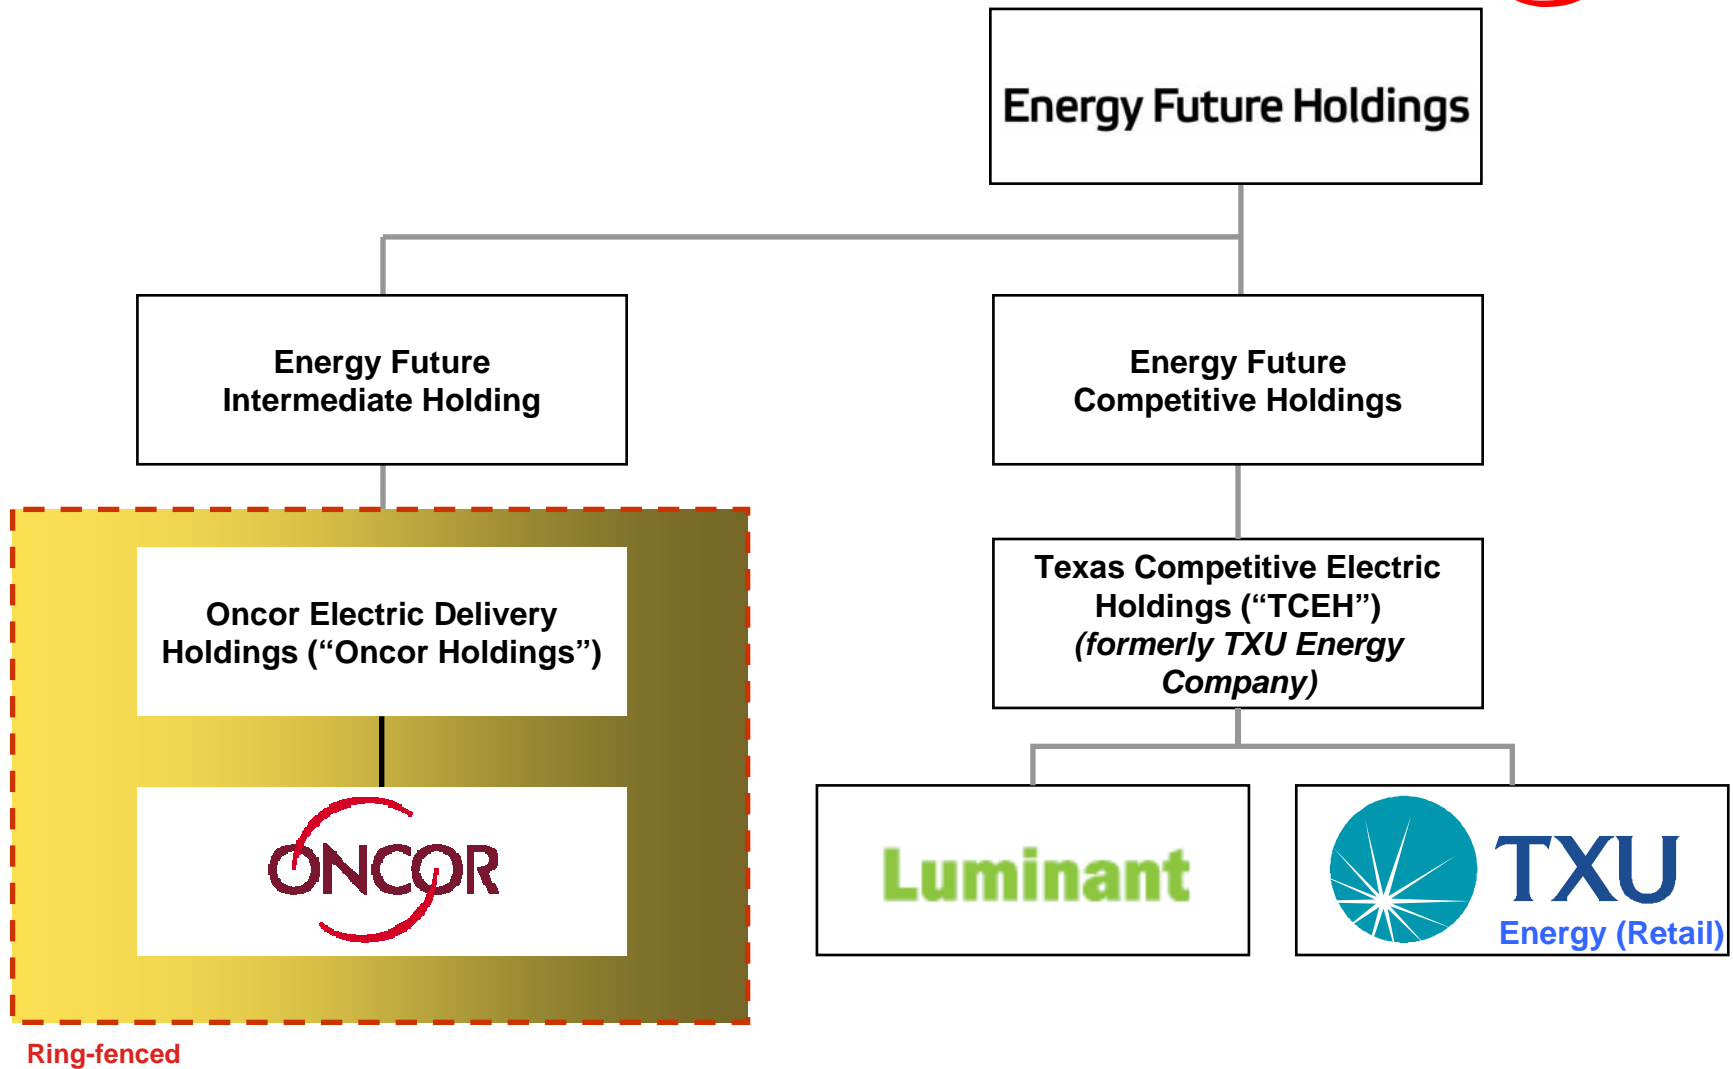 Energy Future Holdings
Energy Future
Intermediate Holding
Energy Future
Competitive Holdings
Oncor Electric Delivery
Holdings (“Oncor Holdings”)
Texas Competitive Electric
Holdings (“TCEH”)
(formerly TXU Energy
Company)
ONCOR
Luminant
TXU
Energy (Retail)
Ring-fenced